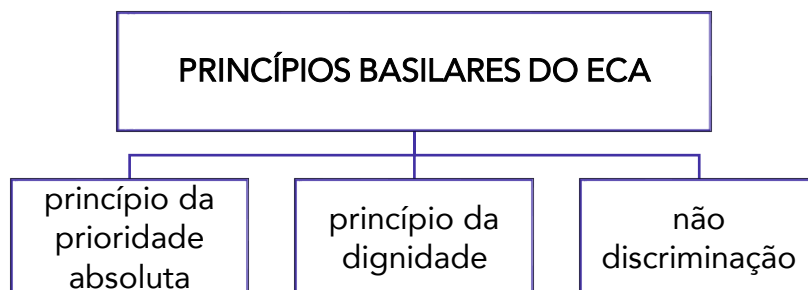 PRINCÍPIOS BASILARES DO ECA
princípio da
prioridade
absoluta
princípio da
dignidade
não
discriminação